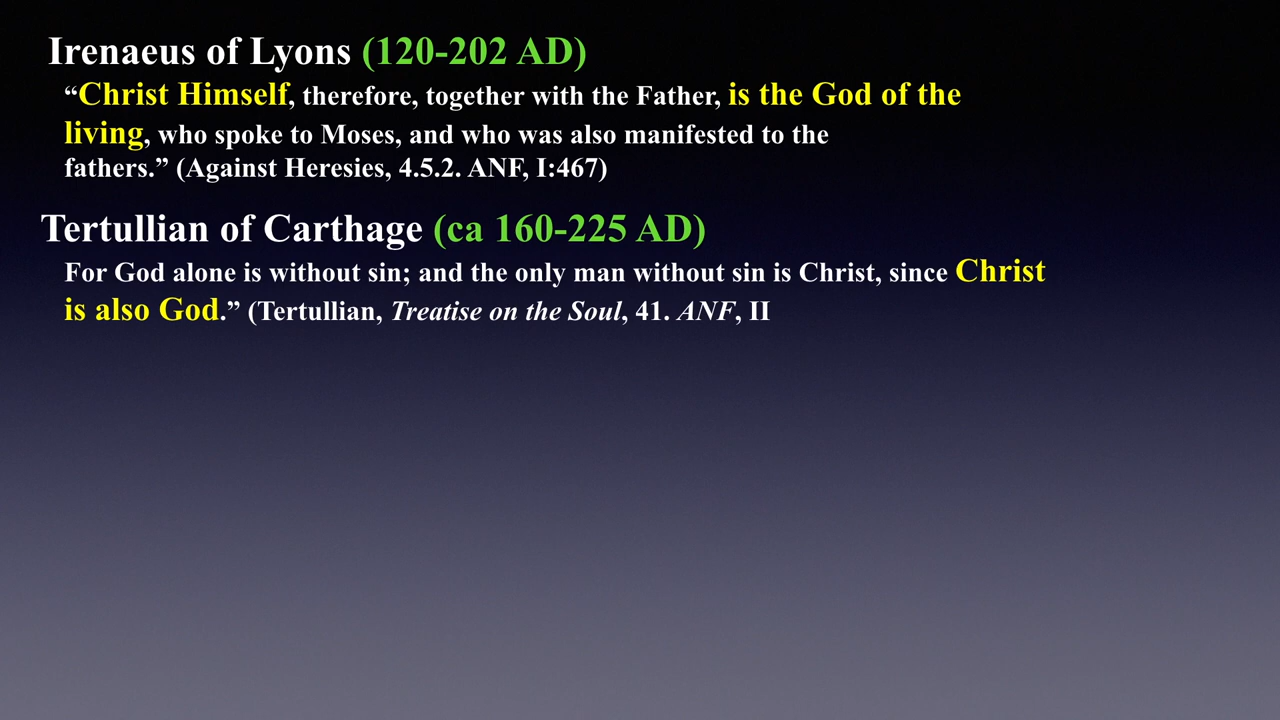 Irenaeus of Lyons (120-202 AD)
“Christ Himself, therefore, together with the Father, is the God of the
living, who spoke to Moses, and who was also manifested to the
fathers.” (Against Heresies, 4.5.2. ANF, I:467)
Tertullian of Carthage (ca 160-225 AD)
For God alone is without sin; and the only man without sin is Christ, since Christ
is also God.” (Tertullian, Treatise on the Soul, 41. ANF, II